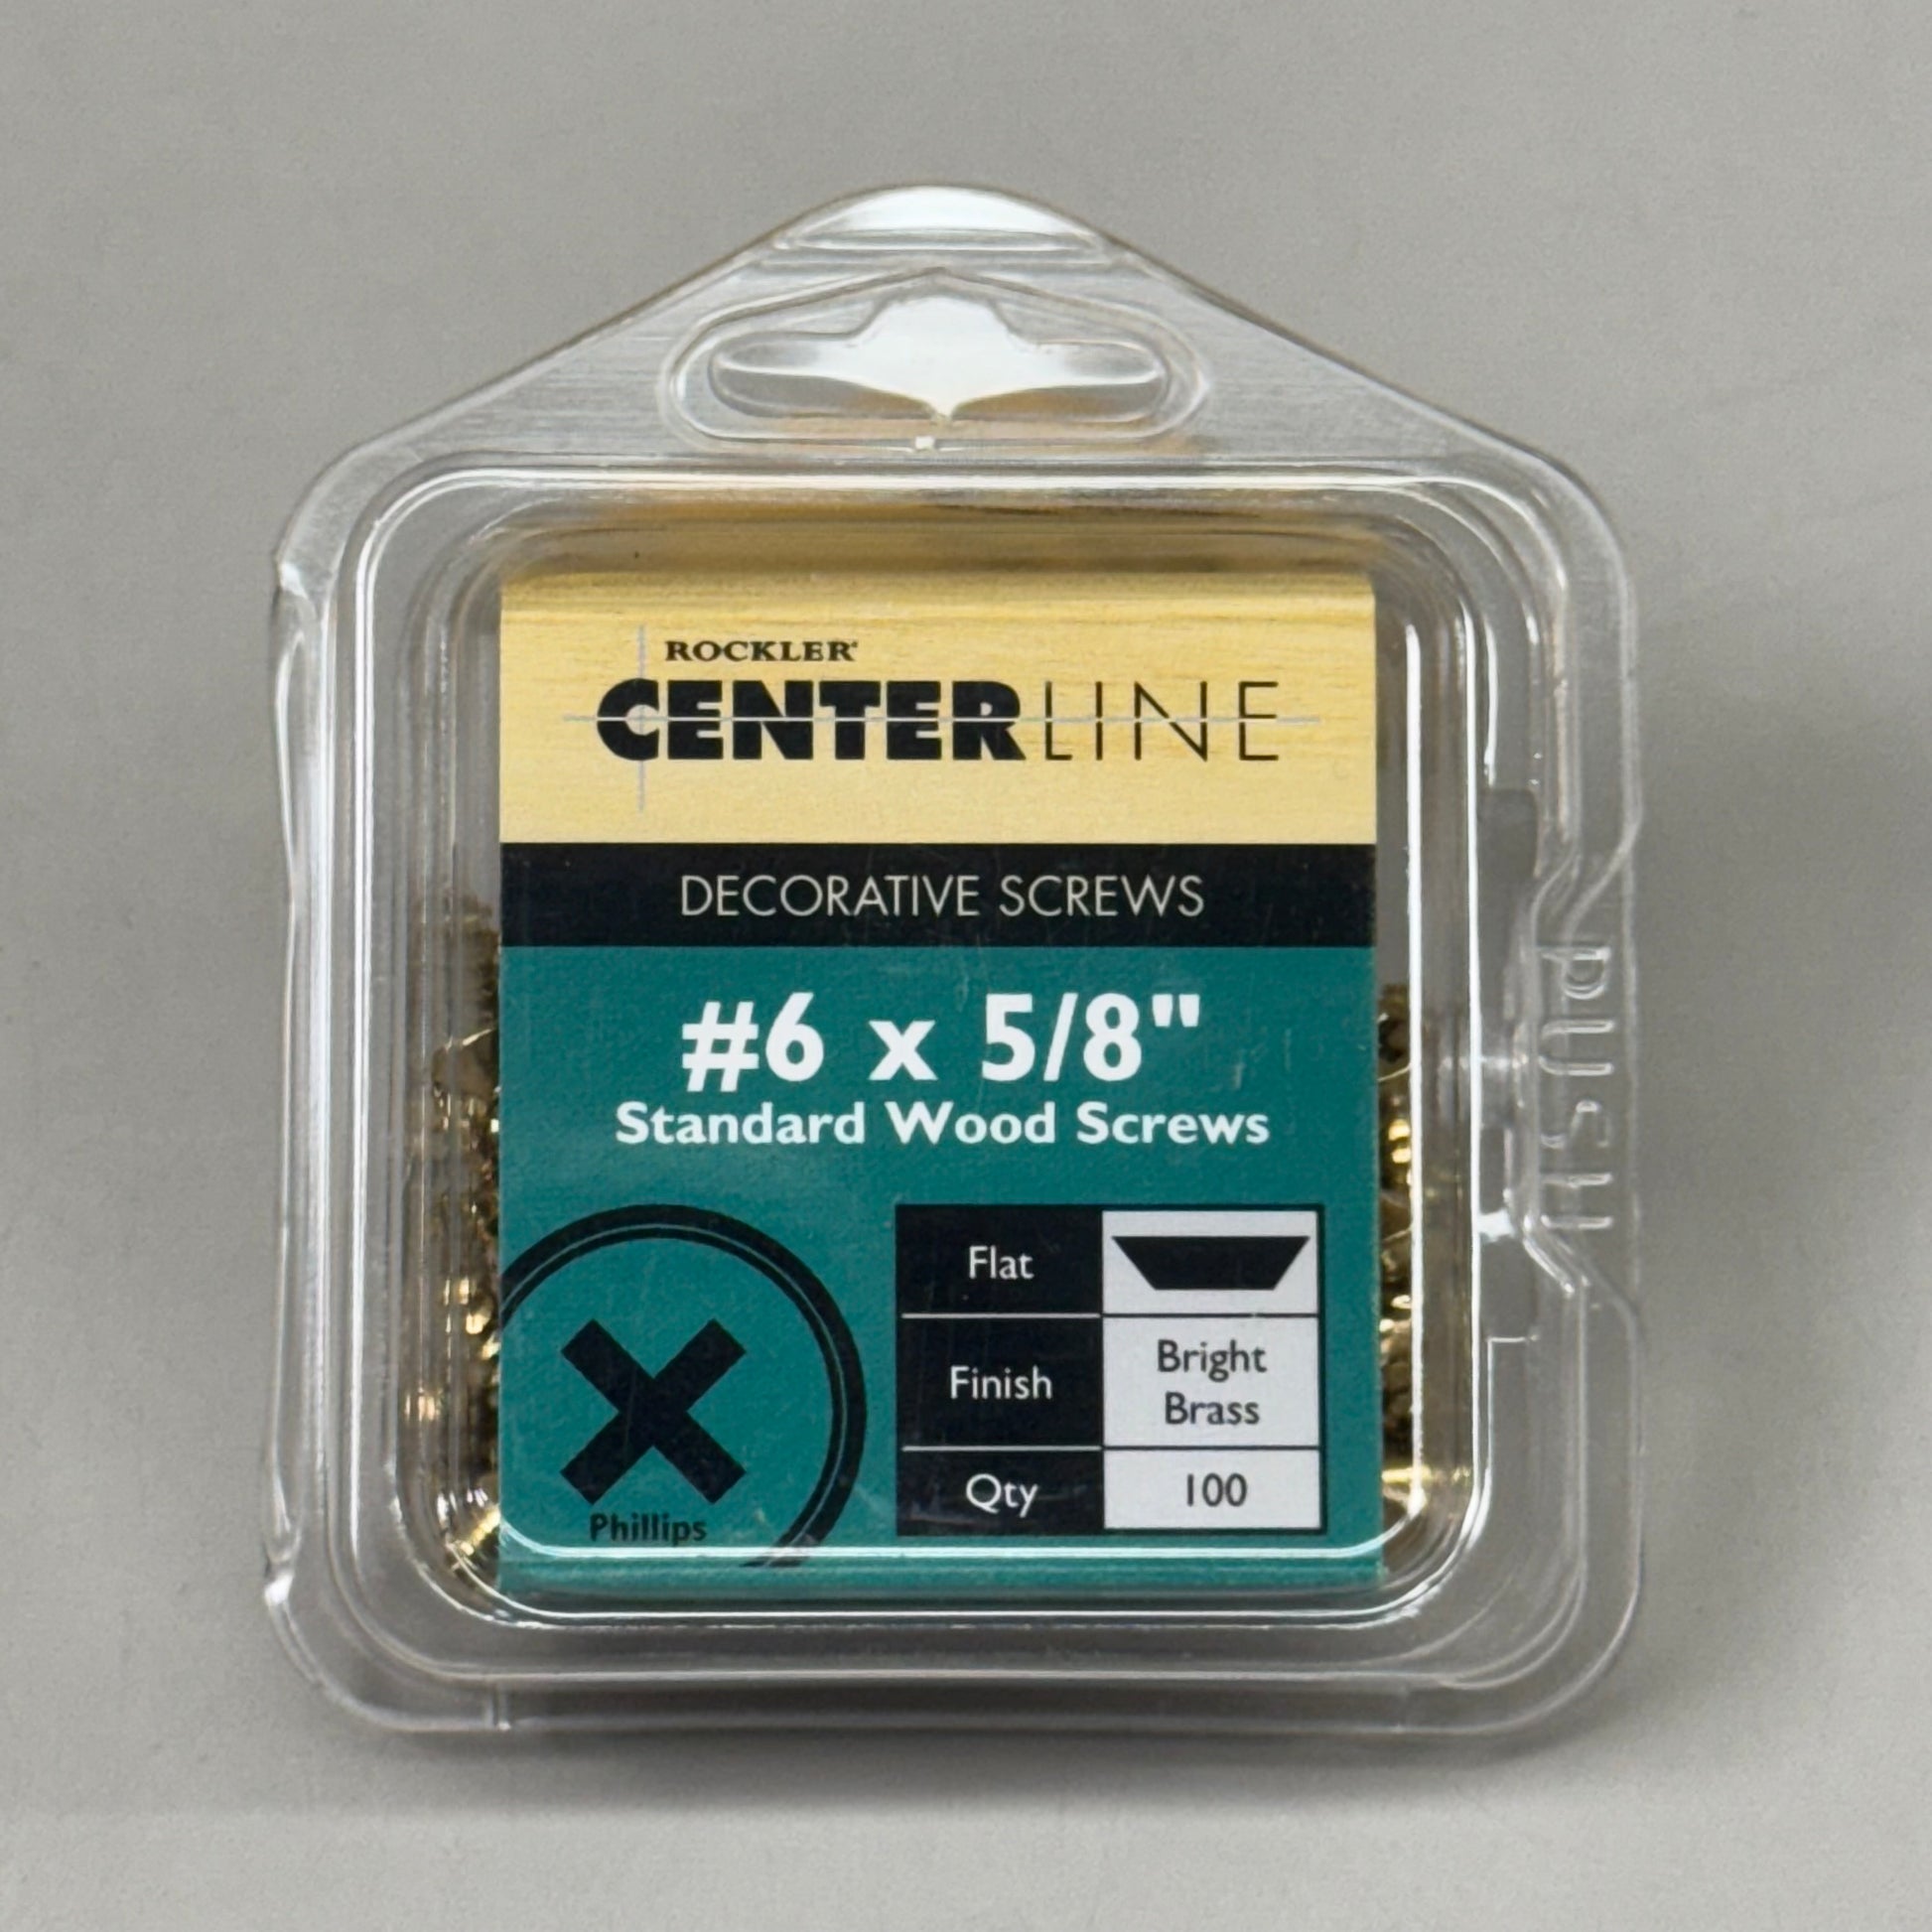 ROCKLER®
CENTERLINE
DECORATIVE SCREWS
#6 x 5/8"
Standard Wood Screws
Phillips
Flat
Finish Bright
Brass
Qty 100
PUSH